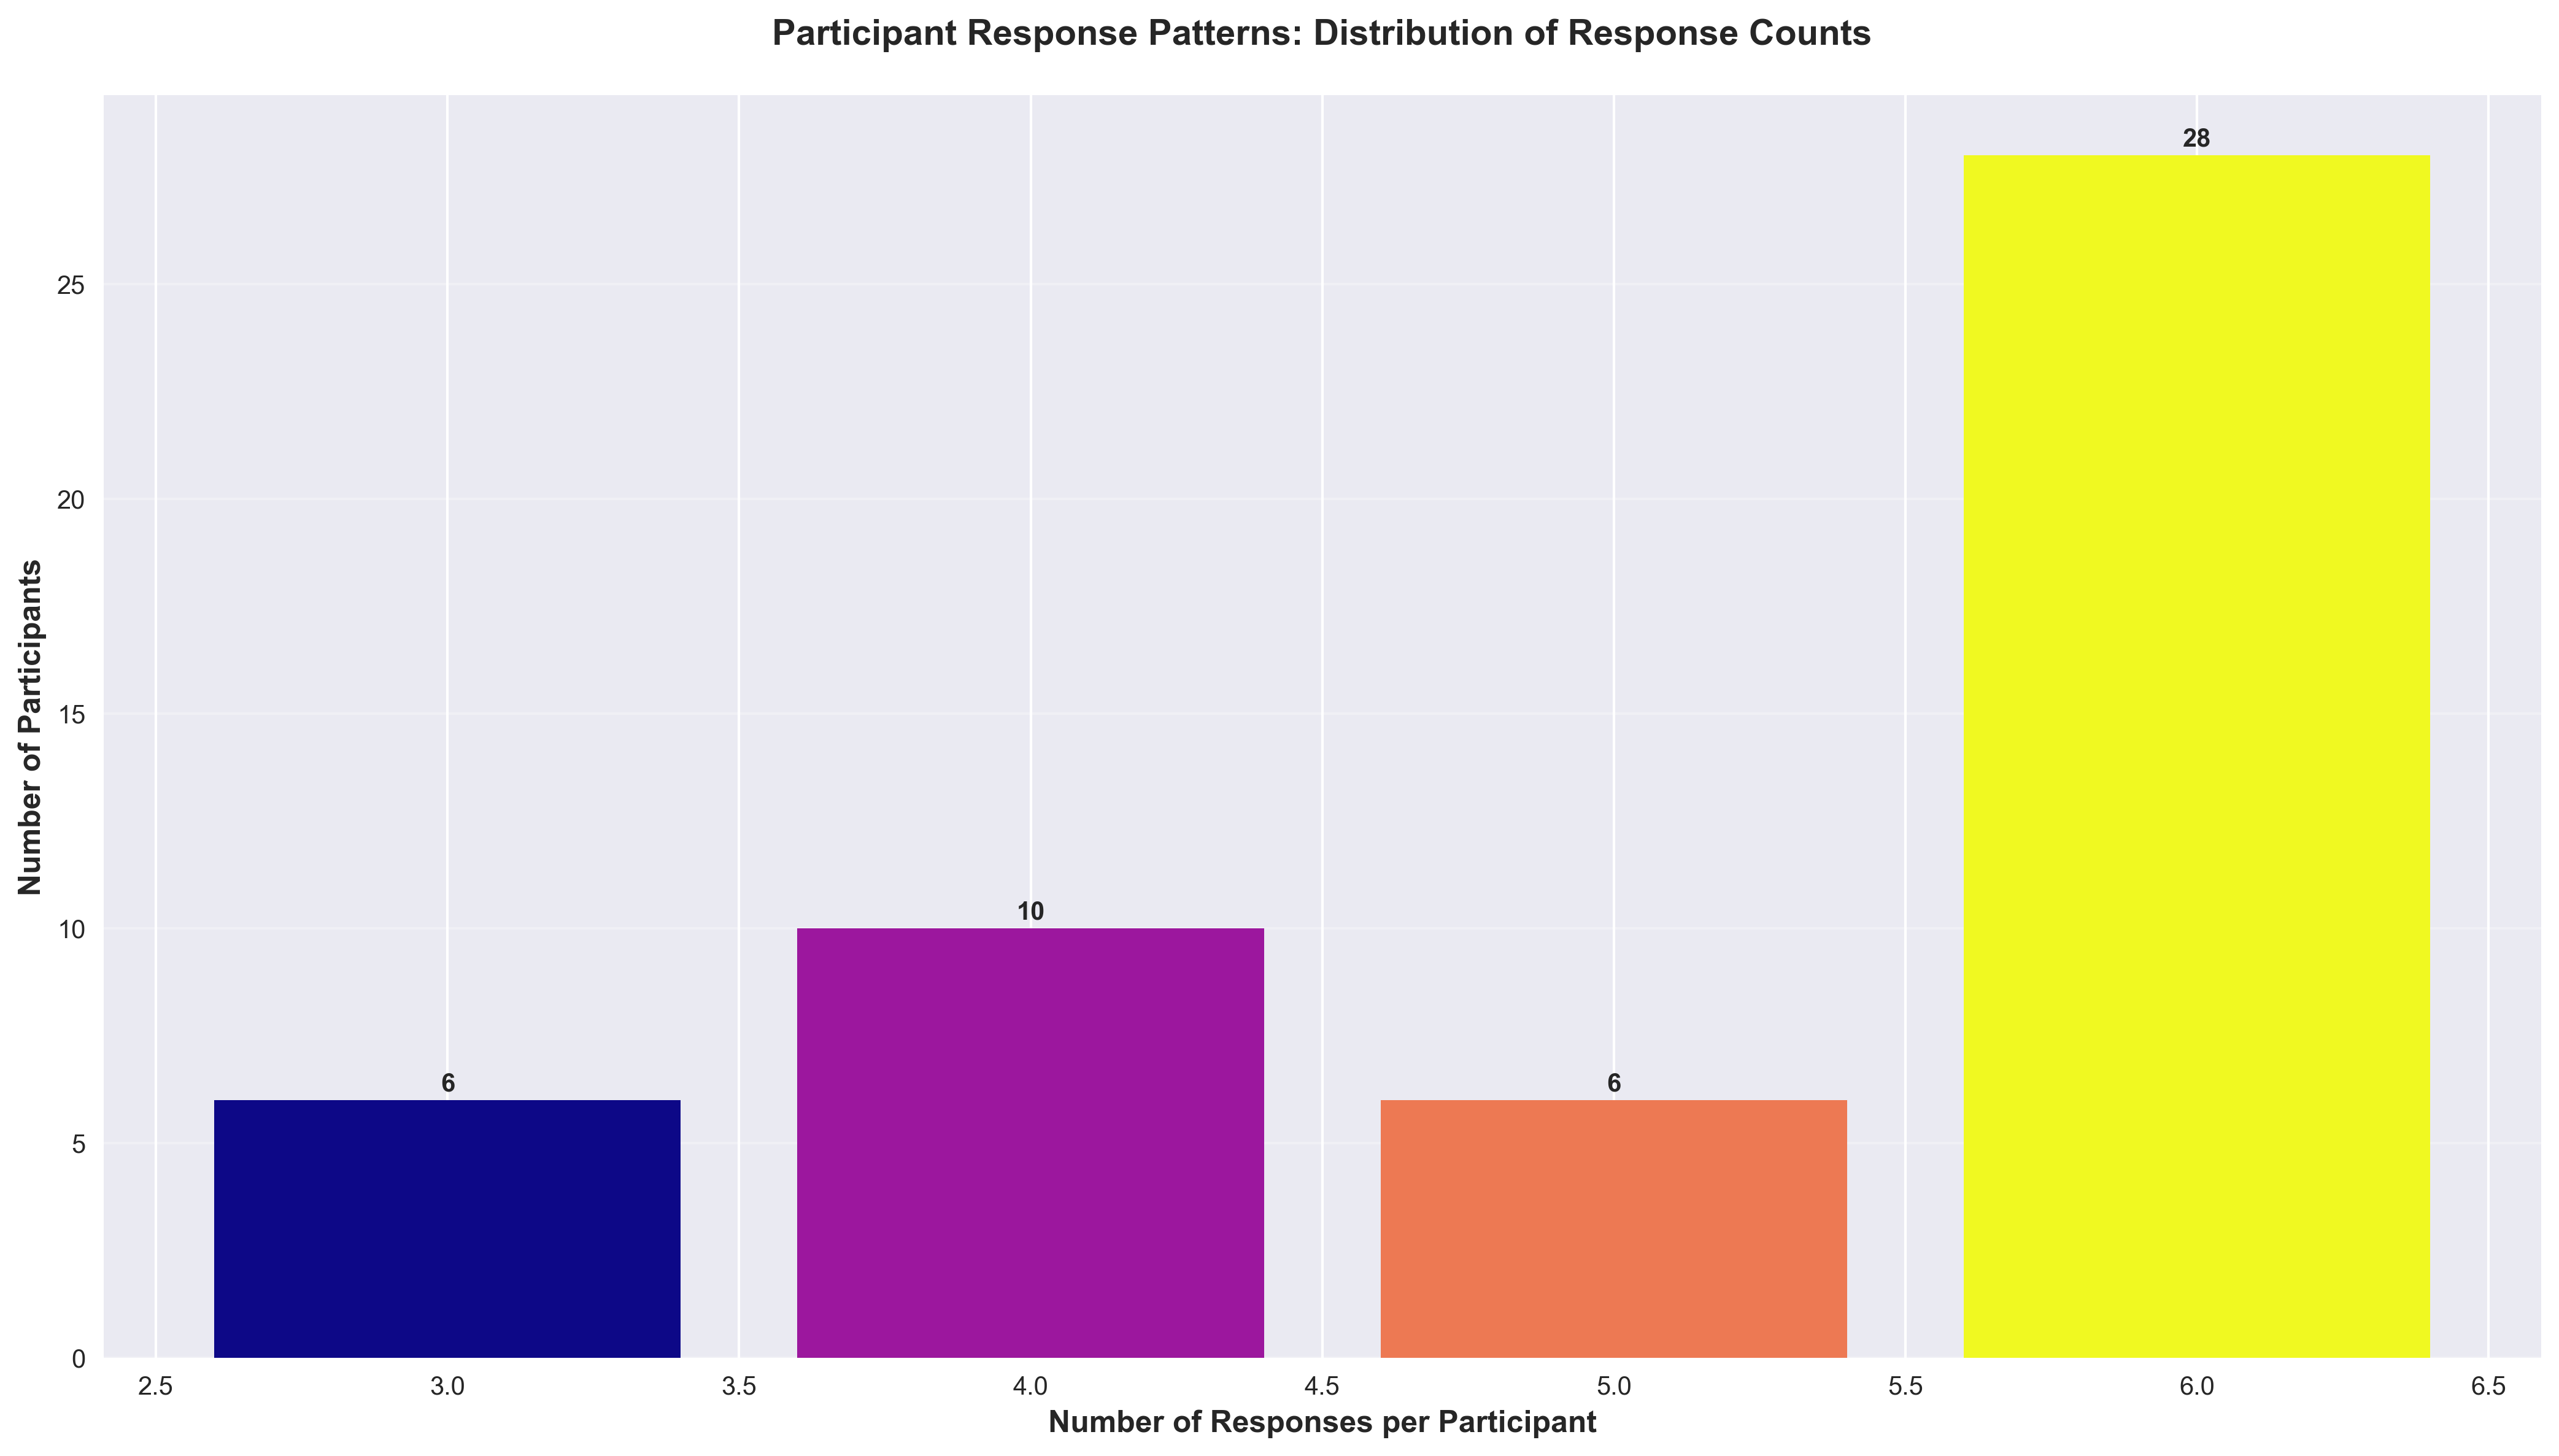 Participant Response Patterns: Distribution of Response Counts
Number of Participants
25
20
15
10
5
0
6
10
6
28
2.5 3.0 3.5 4.0 4.5 5.0 5.5 6.0 6.5
Number of Responses per Participant